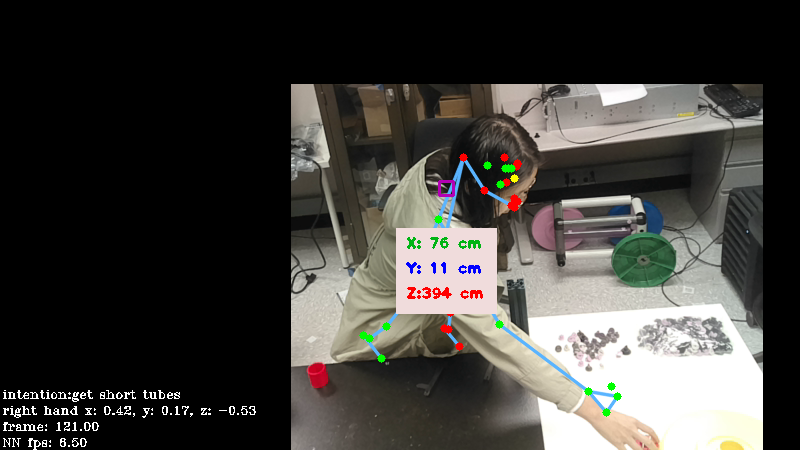 X: 76 cm
Y: 11 cm
Z:394 cm
intention:get short tubes
right hand x: 0.42, y: 0.17, z: −0.53
frame: 121.00
NN fps: 6.50